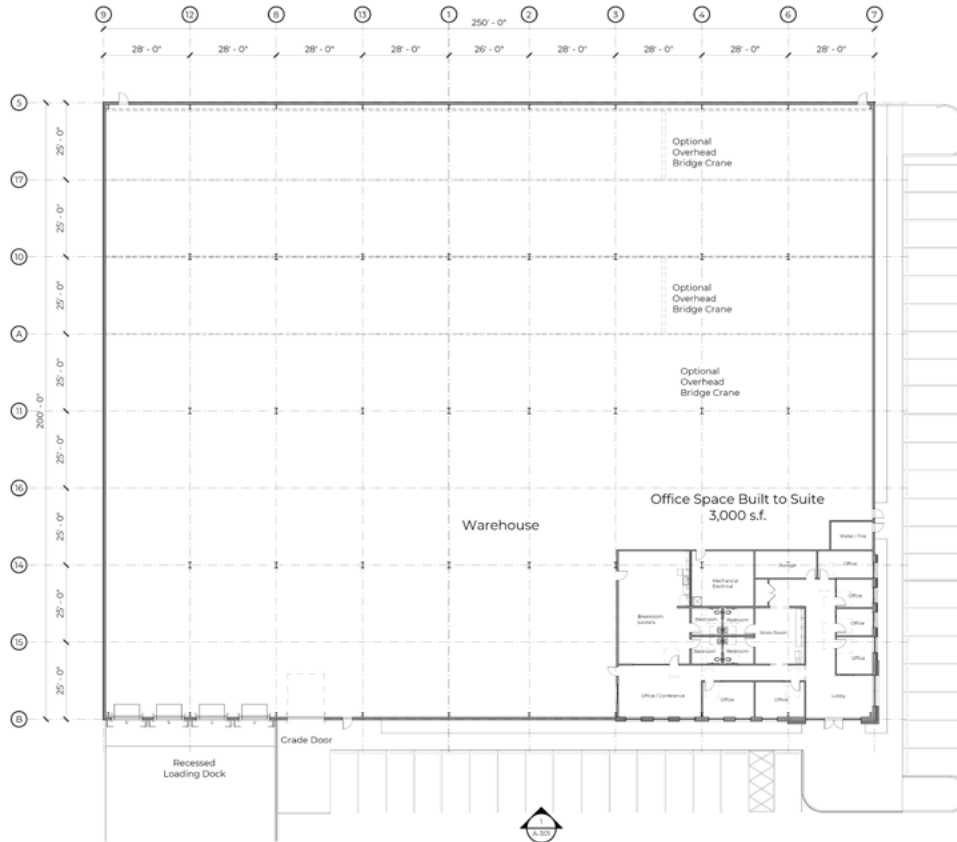 9 12 8 13 1 2 3 4 6 7
250' - 0"
28' - 0" 28' - 0" 28' - 0" 28' - 0" 26' - 0" 28' - 0" 28' - 0" 28' - 0" 28' - 0"
5
25' - 0"
Optional
Overhead
Bridge Crane
17
25' - 0"
10
25' - 0"
Optional
Overhead
Bridge Crane
A
25' - 0"
Optional
Overhead
Bridge Crane
200' - 0"
11
25' - 0"
16
Office Space Built to Suite
3,000 s.f.
Warehouse
25' - 0"
Water / Fire
14
Storage
Office
Mechanical
Electrical
25' - 0"
Office
Breakroom
Lockers
Restroom Restroom
Work Room
Office
15
Restroom Restroom
Office
25' - 0"
Office / Conference
Office
Office
Lobby
B
Grade Door
Recessed
Loading Dock
1
A-301